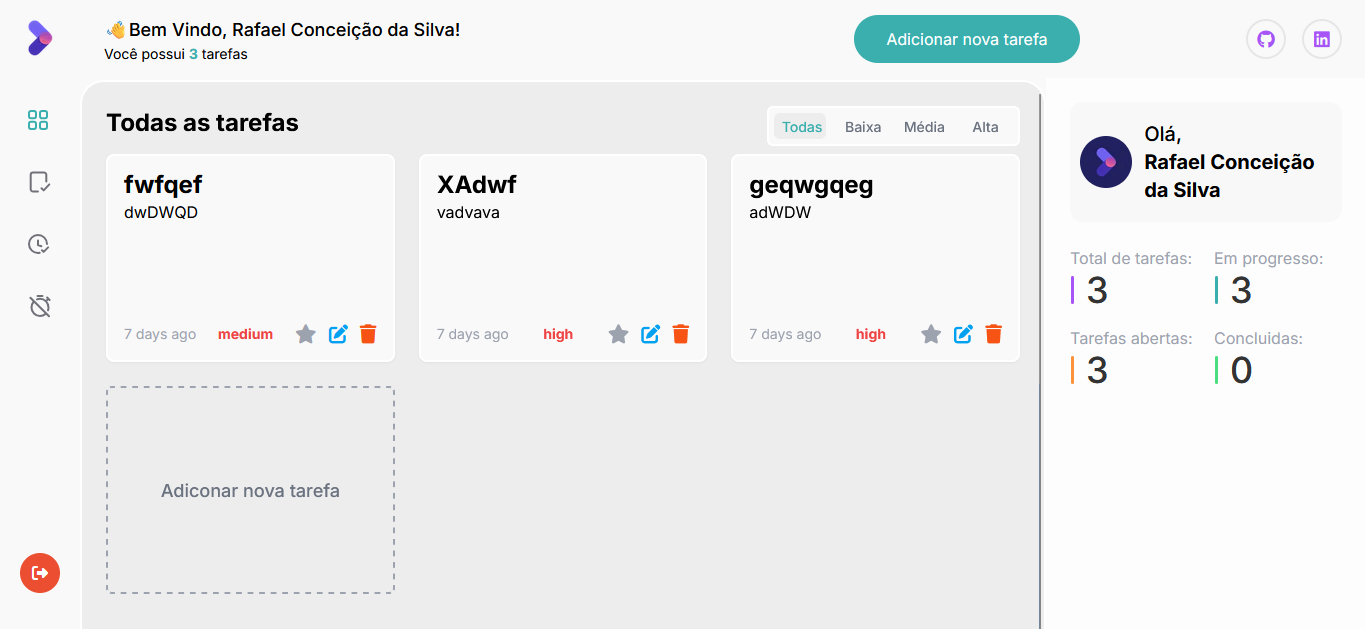 👋 Bem Vindo, Rafael Conceição da Silva!
Você possui 3 tarefas
Adicionar nova tarefa
Todas as tarefas
Todas Baixa Média Alta
fwfqef
dwDWQD
7 days ago medium
XAdwf
vadvava
7 days ago high
geqwgqeg
adWDW
7 days ago high
Adiconar nova tarefa
Olá,
Rafael Conceição
da Silva
Total de tarefas: Em progresso:
3 3
Tarefas abertas: Concluidas:
3 0